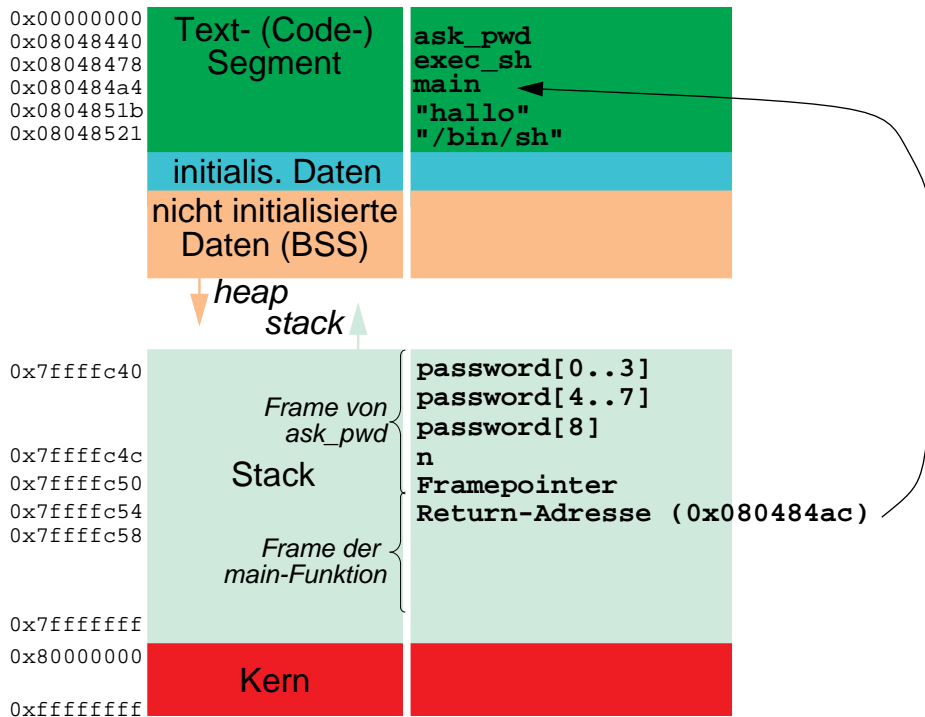 0x00000000
0x08048440
0x08048478
0x080484a4
0x0804851b
0x08048521
Text- (Code-)
Segment
ask_pwd
exec_sh
main
"hallo"
"/bin/sh"
initialis. Daten
nicht initialisierte
Daten (BSS)
heap
stack
0x7ffffc40
0x7ffffc4c
0x7ffffc50
0x7ffffc54
0x7ffffc58
0x7fffffff
Frame von
ask_pwd
Stack
Frame der
main-Funktion
password[0..3]
password[4..7]
password[8]
n
Framepointer
Return-Adresse (0x080484ac)
0x80000000
0xffffffff
Kern